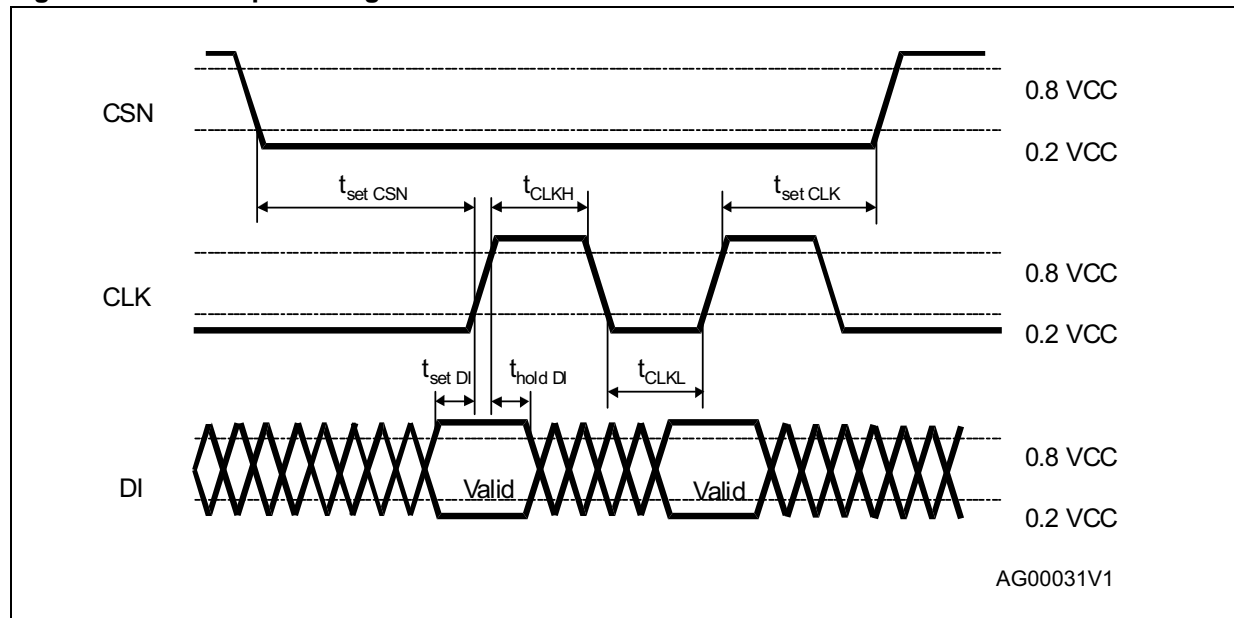 CSN
0.8 VCC
0.2 VCC
tset CSN
tCLKH
tset CLK
CLK
0.8 VCC
0.2 VCC
tset DI
thold DI
tCLKL
DI
Valid
Valid
0.8 VCC
0.2 VCC
AG00031V1